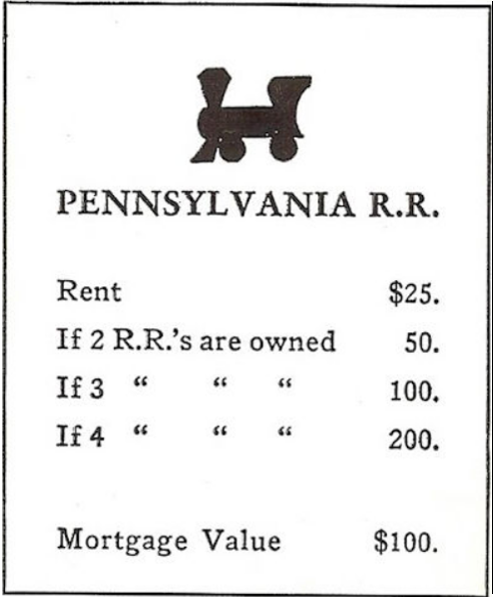 PENNSYLVANIA R.R.
Rent $25.
If 2 R.R.'s are owned 50.
If 3 “ “ “ 100.
If 4 “ “ “ 200.
Mortgage Value $100.